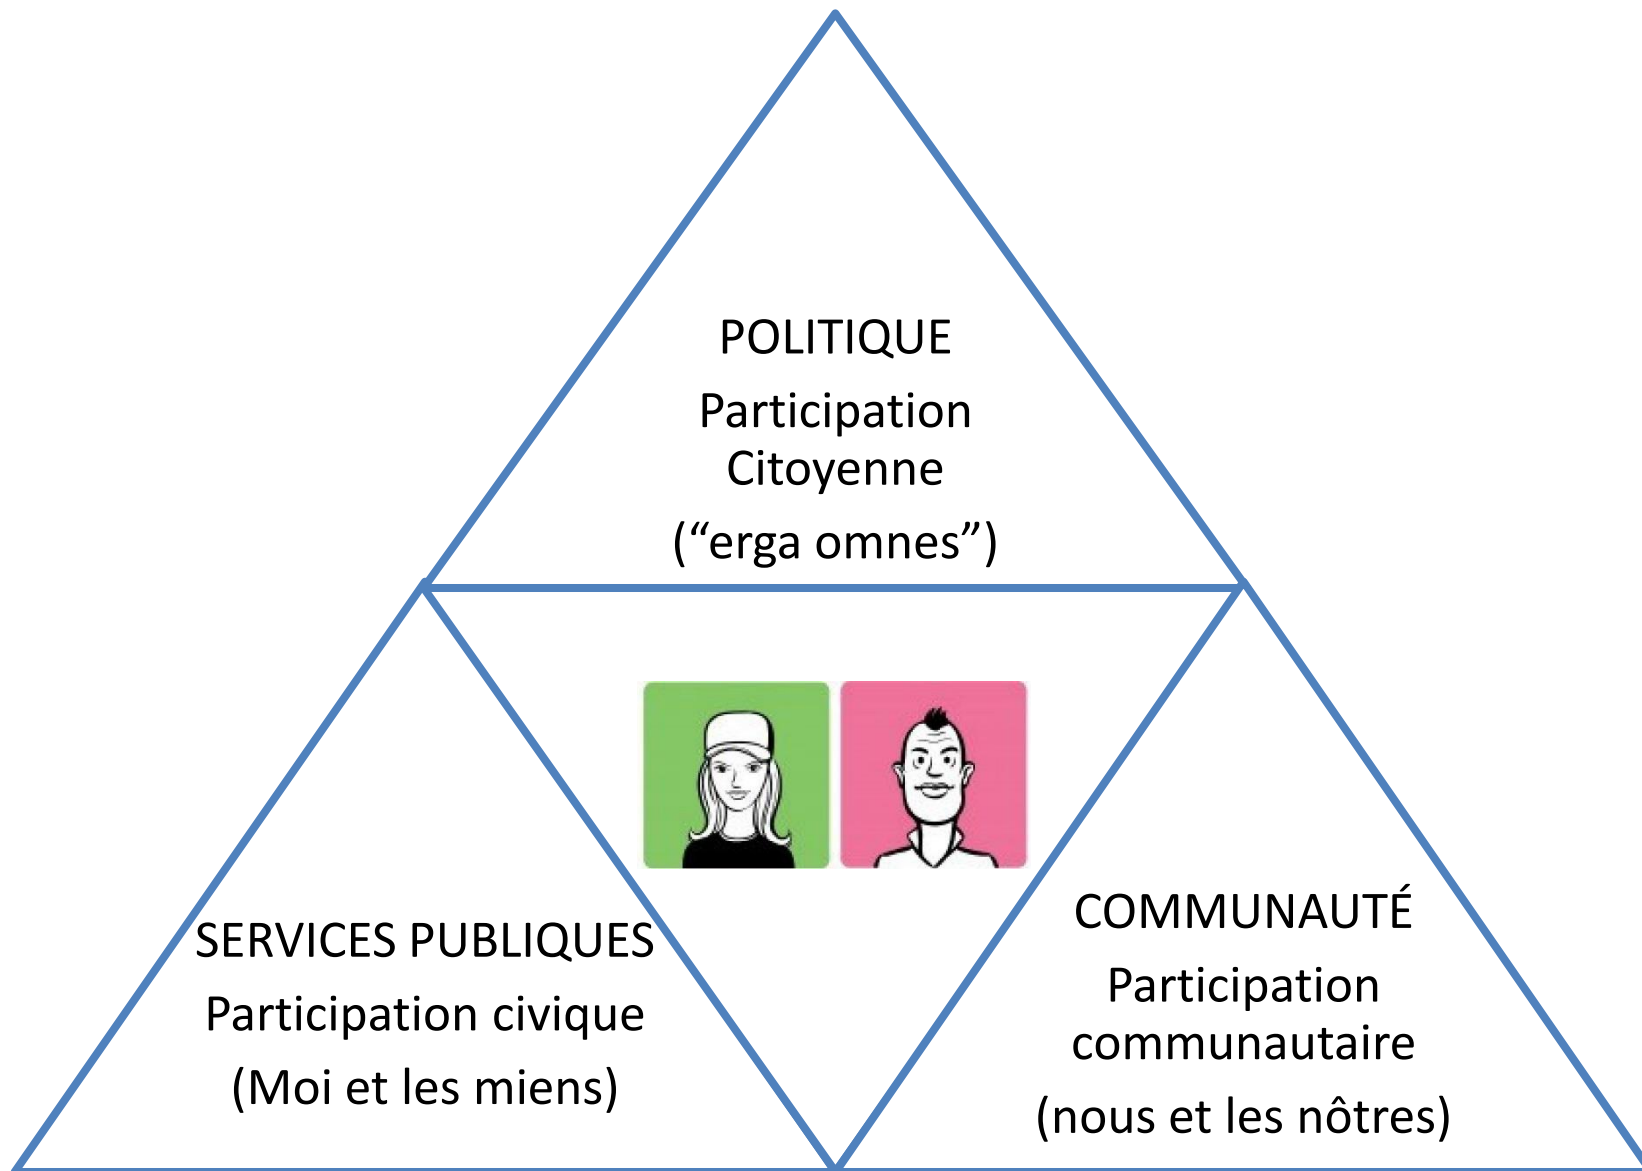 POLITIQUE
Participation
Citoyenne
(“erga omnes”)
SERVICES PUBLIQUES
Participation civique
(Moi et les miens)
COMMUNAUTÉ
Participation
communautaire
(nous et les nôtres)